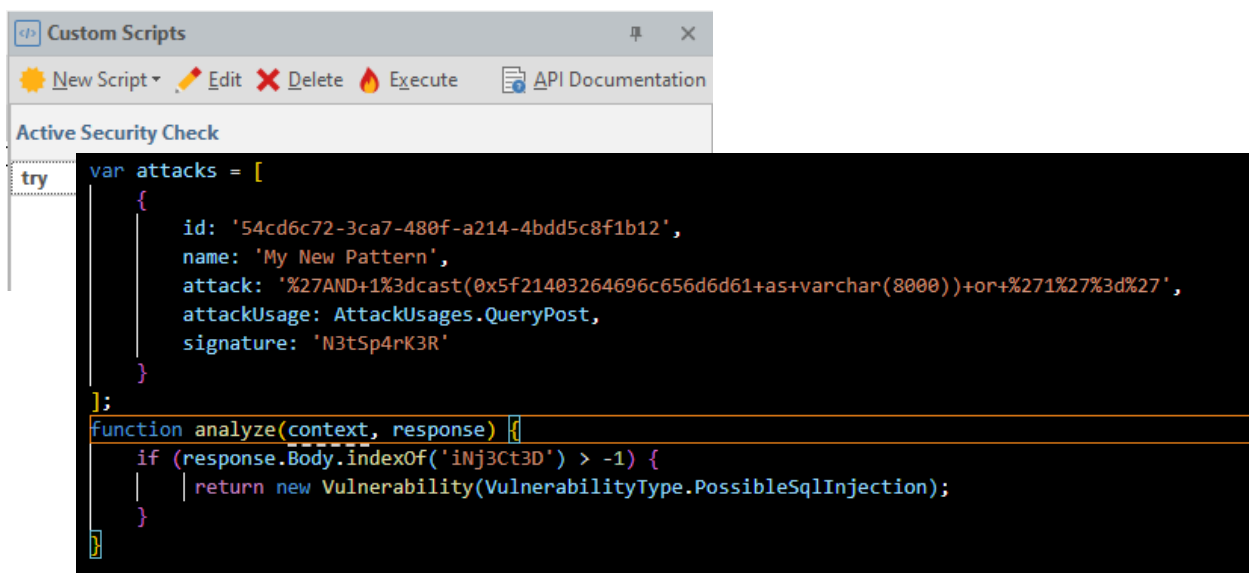 Custom Scripts
New Script Edit Delete Execute API Documentation
Active Security Check
try
var attacks = [
{
id: '54cd6c72-3ca7-480f-a214-4bdd5c8f1b12',
name: 'My New Pattern',
attack: '%27AND+1%3dcast(0x5f21403264696c656d6d61+as+varchar(8000))+or+%271%27%3d%27',
attackUsage: AttackUsages.QueryPost,
signature: 'N3tSp4rK3R'
}
];
function analyze(context, response) {
if (response.Body.indexOf('iNj3Ct3D') > -1) {
return new Vulnerability(VulnerabilityType.PossibleSqlInjection);
}
}